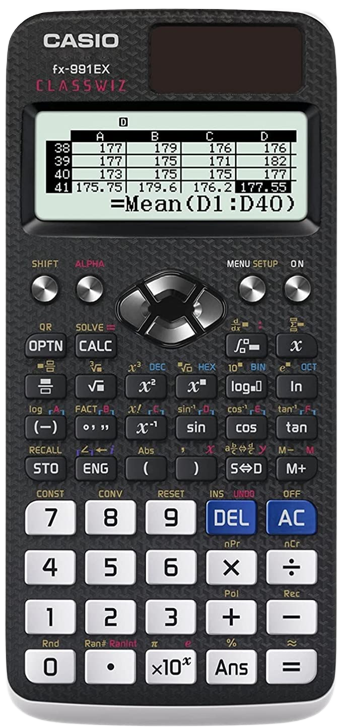 CASIO
fx-991EX
CLASSWIZ
D
A B C D
38 177 179 176 176
39 177 175 171 182
40 173 175 175 177
41 175.75 179.6 176.2 177.55
=Mean(D1:D40)
SHIFT ALPHA MENU SETUP ON
QR SOLVE =
OPTN CALC x
DEC HEX BIN OCT
√ x² x^ log ln
log A FACT B x! C sin⁻¹ D cos⁻¹ E tan⁻¹ F
(−) x⁻¹ sin cos tan
RECALL Abs , x y M− M
STO ENG ( ) S⇔D M+
CONST CONV RESET INS UNDO OFF
7 8 9 DEL AC
nPr nCr
4 5 6 × ÷
Pol Rec
1 2 3 + −
Rnd Ran# RanInt π e % ≈
0 • ×10ˣ Ans =